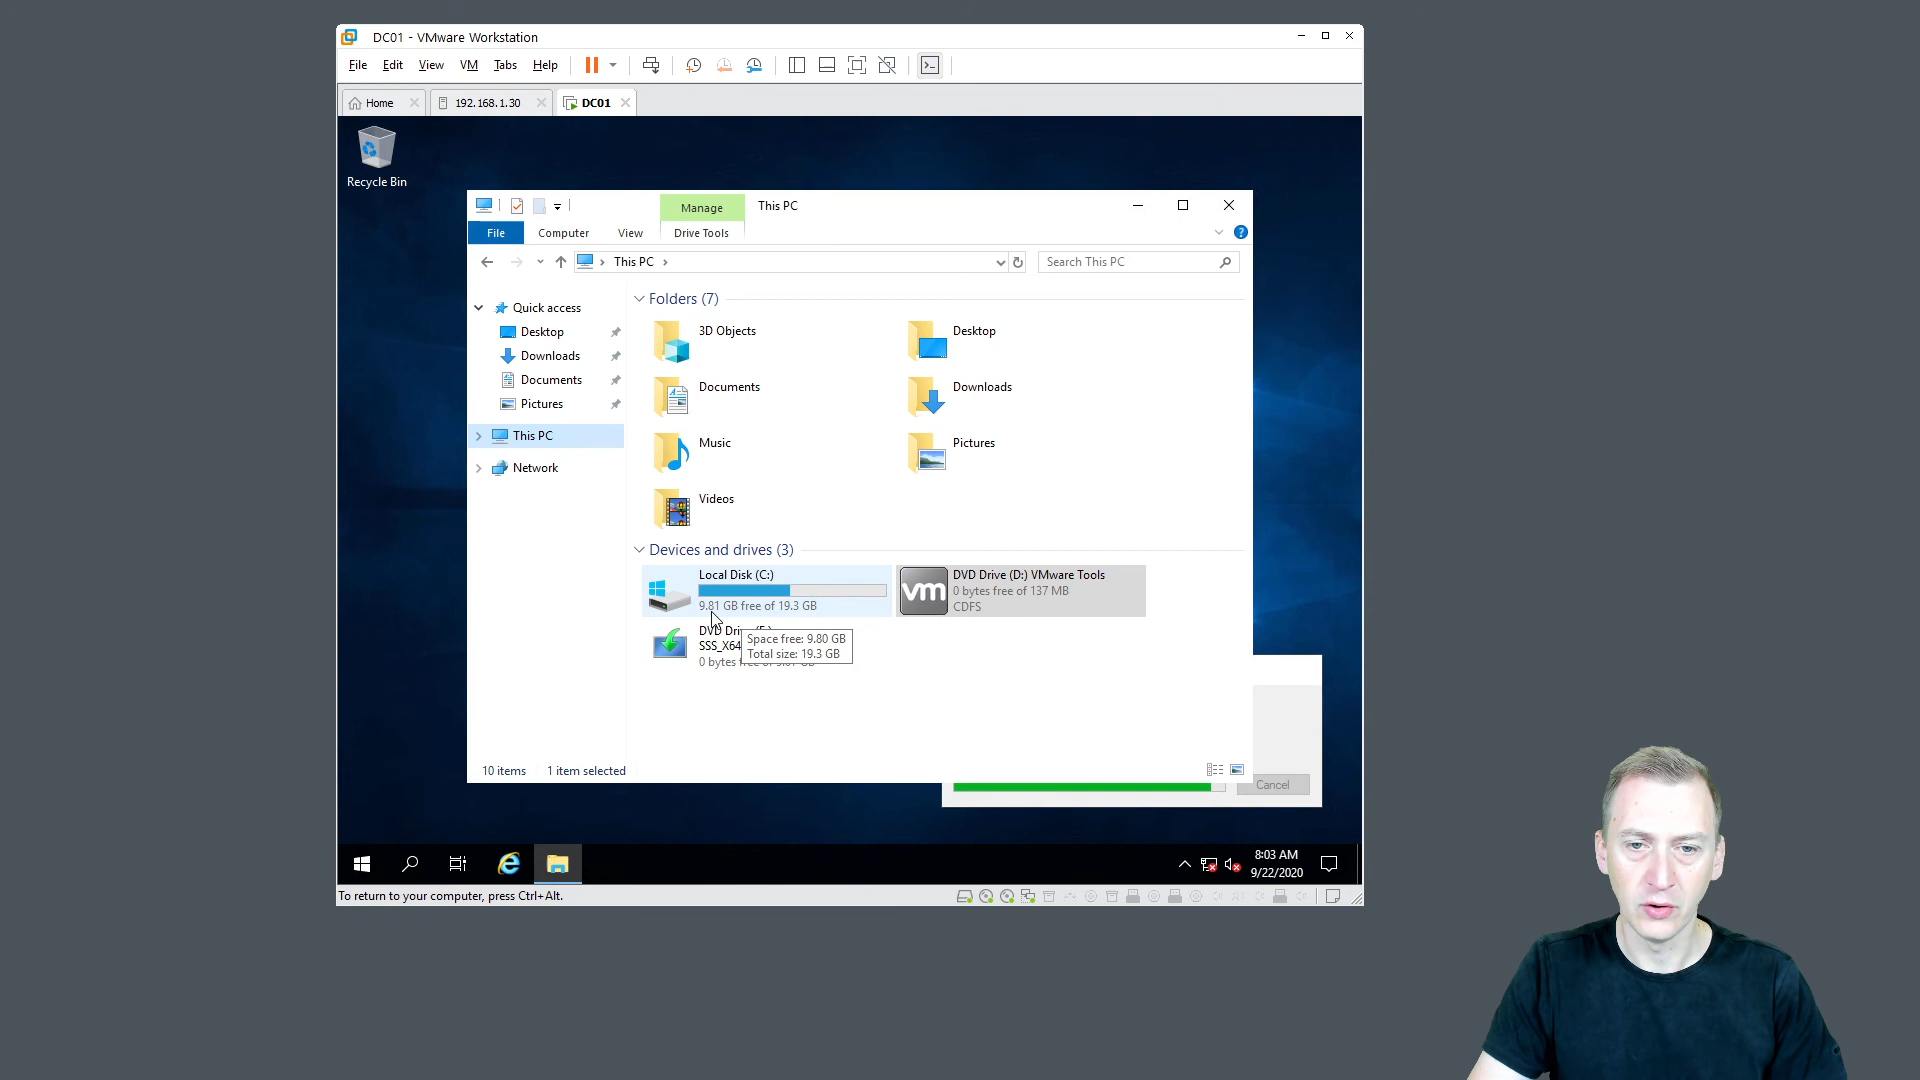 DC01 - VMware Workstation
File Edit View VM Tabs Help
Home 192.168.1.30 DC01
Recycle Bin
Manage This PC
File Computer View Drive Tools
This PC Search This PC
Quick access
Desktop
Downloads
Documents
Pictures
This PC
Network
Folders (7)
3D Objects
Desktop
Documents
Downloads
Music
Pictures
Videos
Devices and drives (3)
Local Disk (C:)
9.81 GB free of 19.3 GB
DVD Drive (D:) VMware Tools
0 bytes free of 137 MB
CDFS
vm
DVD Drive
SSS_X64
0 bytes
Space free: 9.80 GB
Total size: 19.3 GB
10 items 1 item selected
Cancel
8:03 AM
9/22/2020
To return to your computer, press Ctrl+Alt.